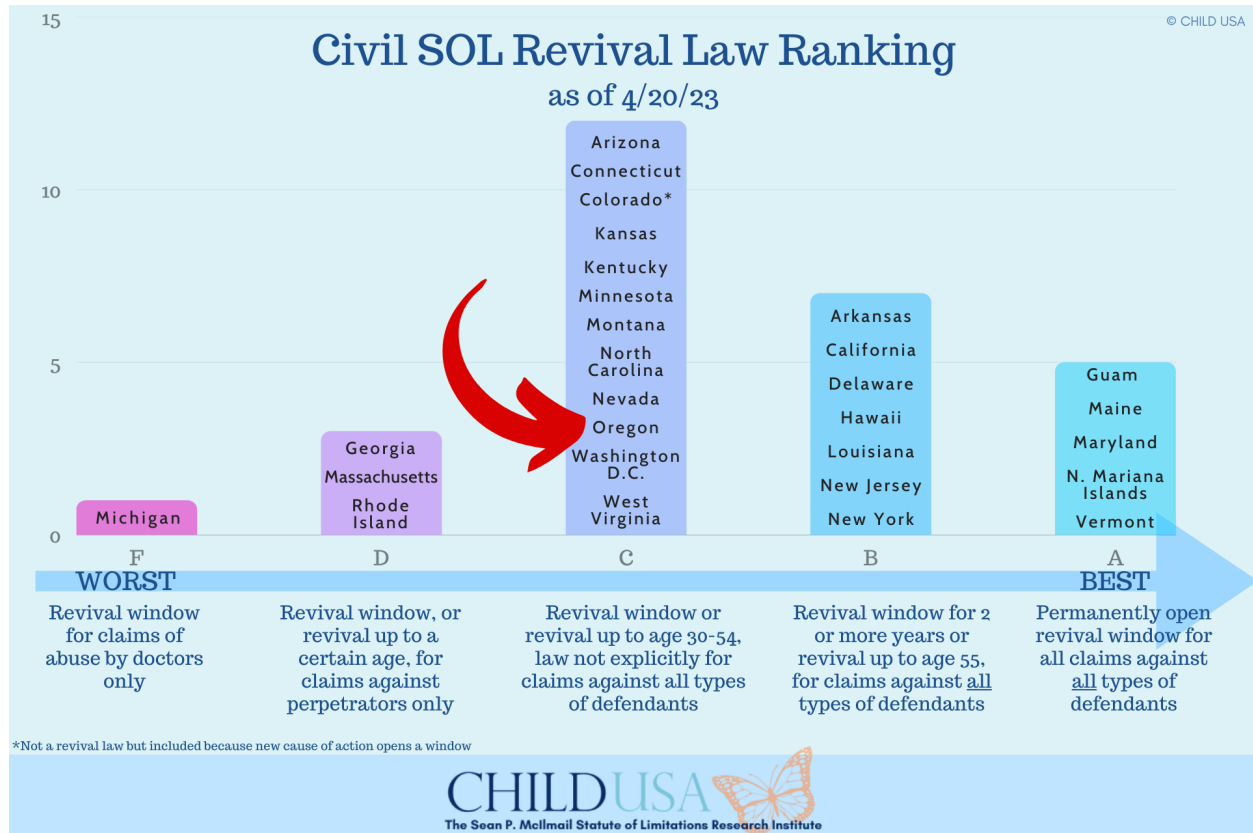 © CHILD USA
Civil SOL Revival Law Ranking
as of 4/20/23
15
10
5
0
Michigan
Georgia
Massachusetts
Rhode
Island
Arizona
Connecticut
Colorado*
Kansas
Kentucky
Minnesota
Montana
North
Carolina
Nevada
Oregon
Washington
D.C.
West
Virginia
Arkansas
California
Delaware
Hawaii
Louisiana
New Jersey
New York
Guam
Maine
Maryland
N. Mariana
Islands
Vermont
F
D
C
B
A
WORST
BEST
Revival window
for claims of
abuse by doctors
only
Revival window, or
revival up to a
certain age, for
claims against
perpetrators only
Revival window or
revival up to age 30-54,
law not explicitly for
claims against all types
of defendants
Revival window for 2
or more years or
revival up to age 55,
for claims against all
types of defendants
Permanently open
revival window for
all claims against
all types of
defendants
*Not a revival law but included because new cause of action opens a window
CHILD USA
The Sean P. McIlmail Statute of Limitations Research Institute